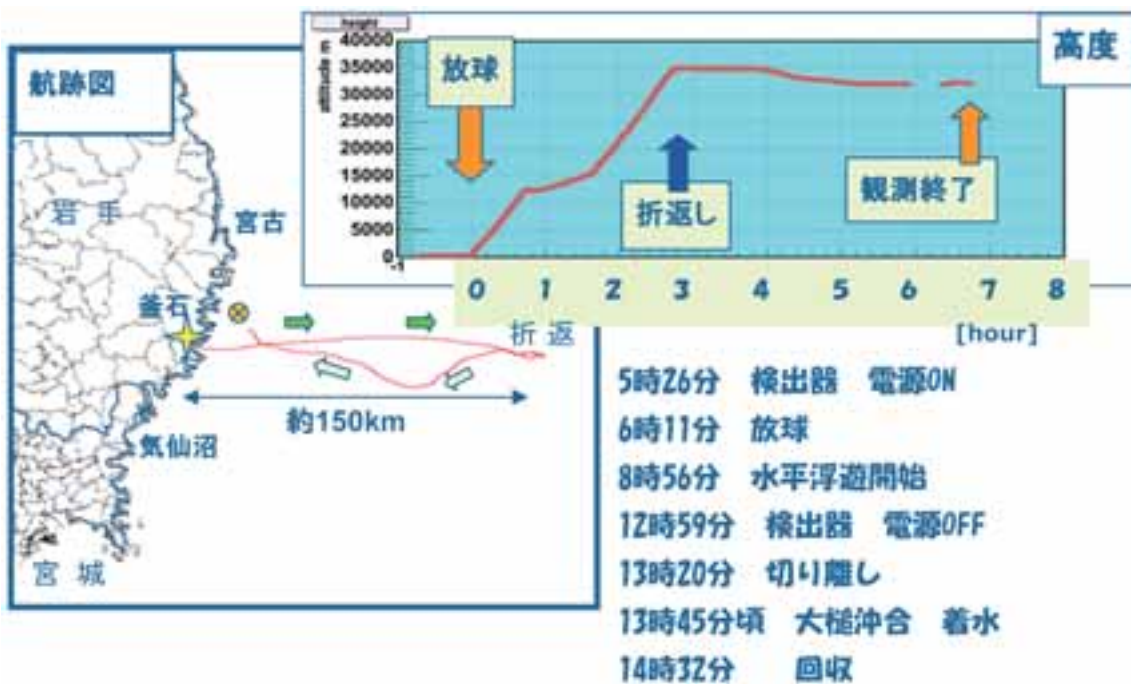 航跡図
岩手
宮古
釜石
折返
約150km
気仙沼
宮城
height
高度
altitude m
40000
35000
30000
25000
20000
15000
10000
5000
0
-1
放球
折返し
観測終了
0 1 2 3 4 5 6 7 8
[hour]
5時26分 検出器 電源ON
6時11分 放球
8時56分 水平浮遊開始
12時59分 検出器 電源OFF
13時20分 切り離し
13時45分頃 大槌沖合 着水
14時32分 回収